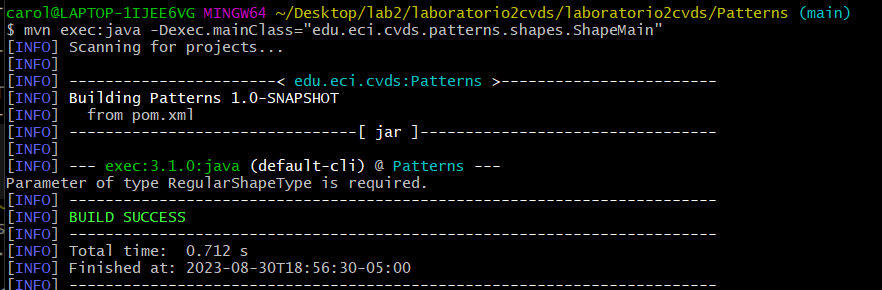 carol@LAPTOP-1IJEE6VG MINGW64 ~/Desktop/lab2/laboratorio2cvds/laboratorio2cvds/Patterns (main)
$ mvn exec:java -Dexec.mainClass="edu.eci.cvds.patterns.shapes.ShapeMain"
[INFO] Scanning for projects...
[INFO]
[INFO] -----------------------< edu.eci.cvds:Patterns >------------------------
[INFO] Building Patterns 1.0-SNAPSHOT
[INFO]   from pom.xml
[INFO] --------------------------------[ jar ]---------------------------------
[INFO]
[INFO] --- exec:3.1.0:java (default-cli) @ Patterns ---
Parameter of type RegularShapeType is required.
[INFO] ------------------------------------------------------------------------
[INFO] BUILD SUCCESS
[INFO] ------------------------------------------------------------------------
[INFO] Total time:  0.712 s
[INFO] Finished at: 2023-08-30T18:56:30-05:00
[INFO] ------------------------------------------------------------------------